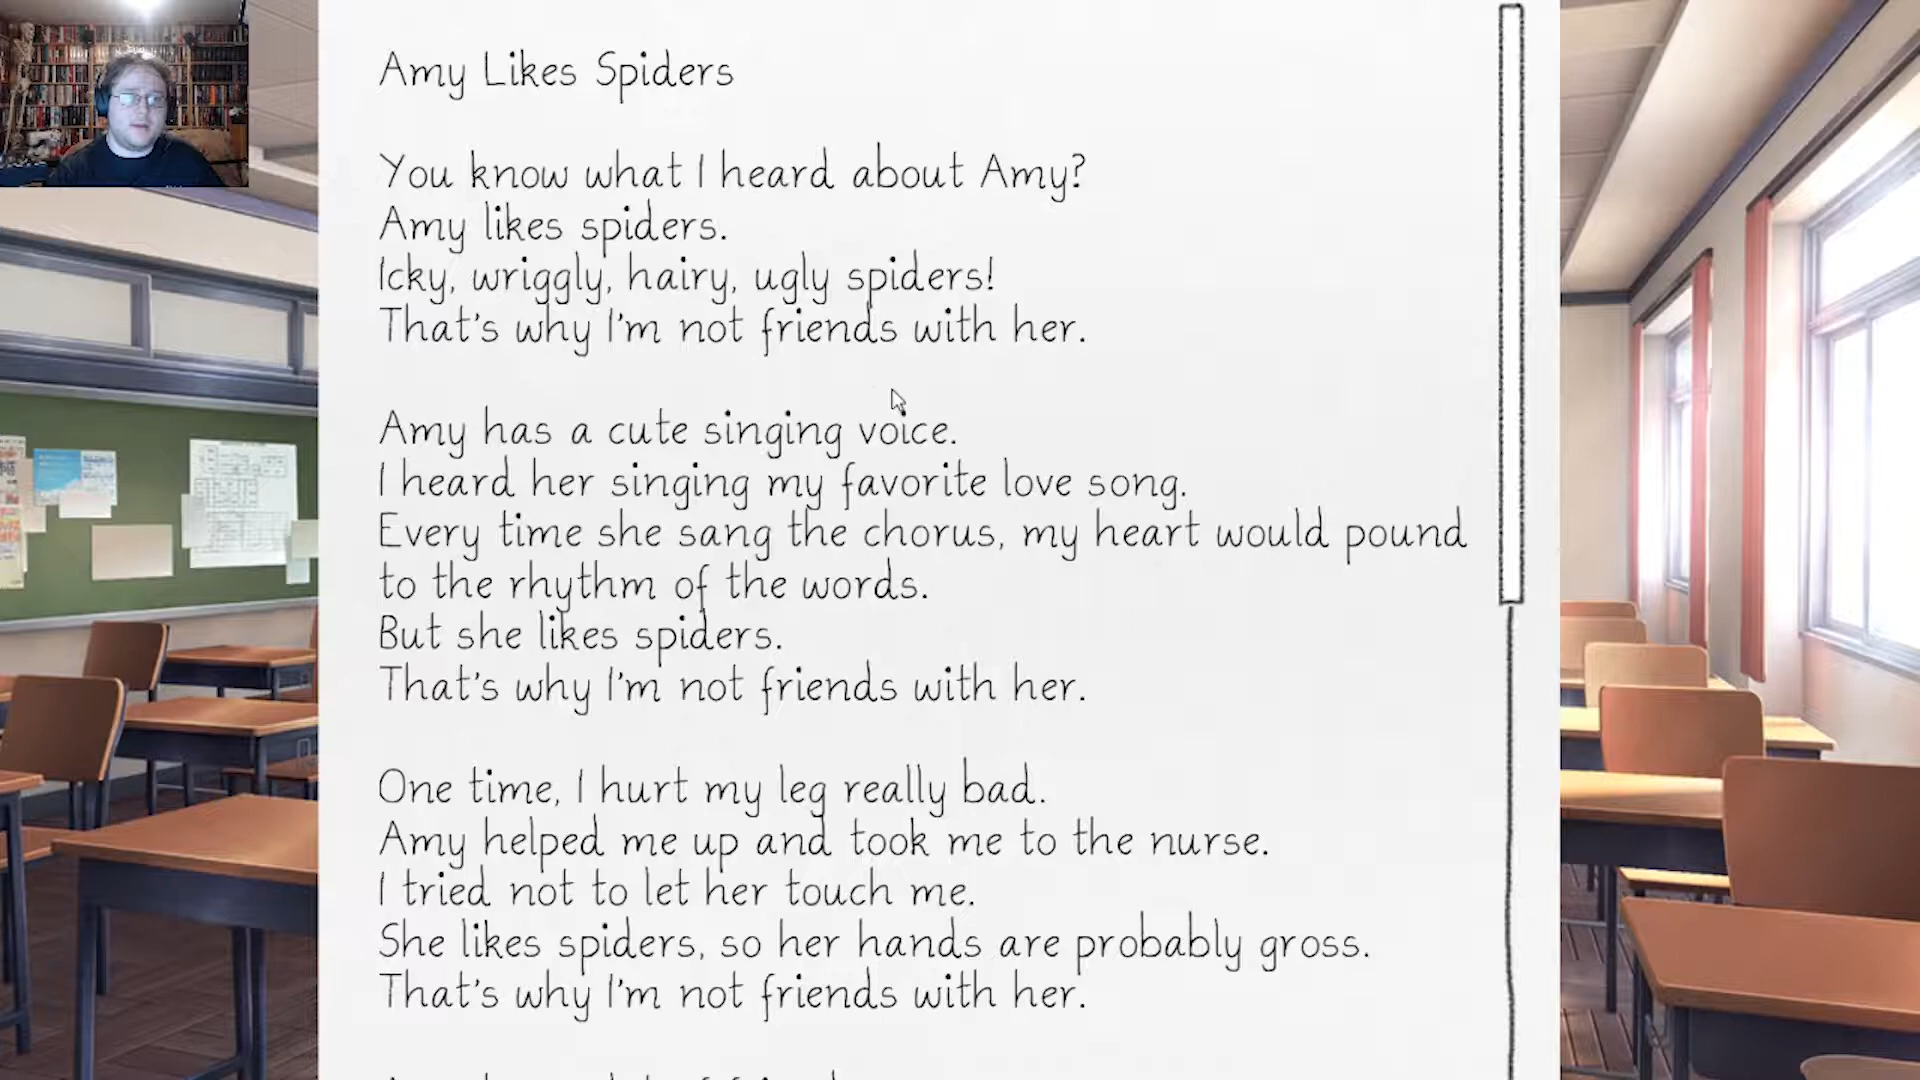 Amy Likes Spiders
You know what I heard about Amy?
Amy likes spiders.
Icky, wriggly, hairy, ugly spiders!
That's why I'm not friends with her.
Amy has a cute singing voice.
I heard her singing my favorite love song.
Every time she sang the chorus, my heart would pound
to the rhythm of the words.
But she likes spiders.
That's why I'm not friends with her.
One time, I hurt my leg really bad.
Amy helped me up and took me to the nurse.
I tried not to let her touch me.
She likes spiders, so her hands are probably gross.
That's why I'm not friends with her.